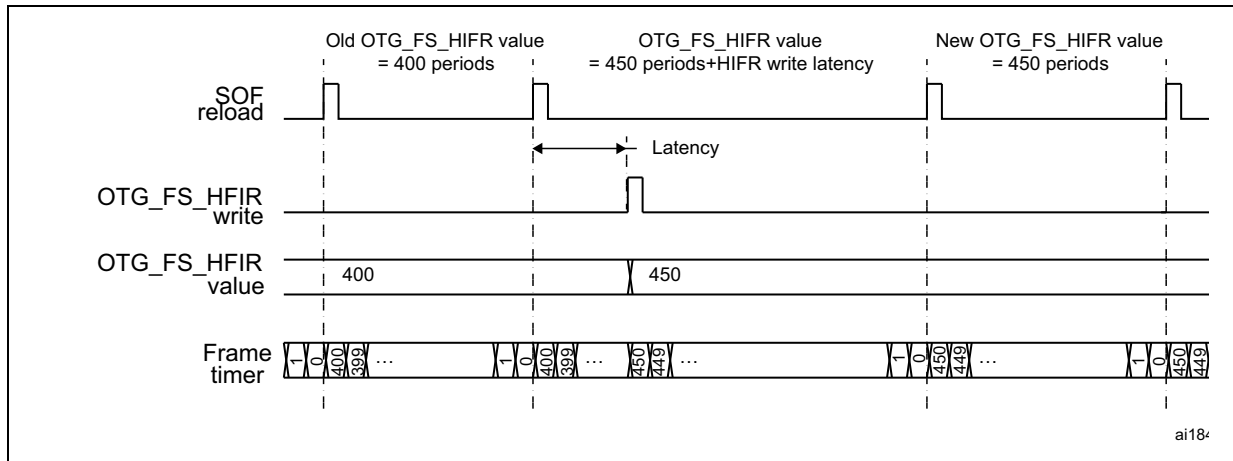 Old OTG_FS_HIFR value
= 400 periods
OTG_FS_HIFR value
= 450 periods+HIFR write latency
New OTG_FS_HIFR value
= 450 periods
SOF
reload
Latency
OTG_FS_HFIR
write
OTG_FS_HFIR
value
400
450
Frame
timer
1 0 400 399 … 1 0 400 399 … 450 449 … 1 0 450 449 … 1 0 450 449
ai184